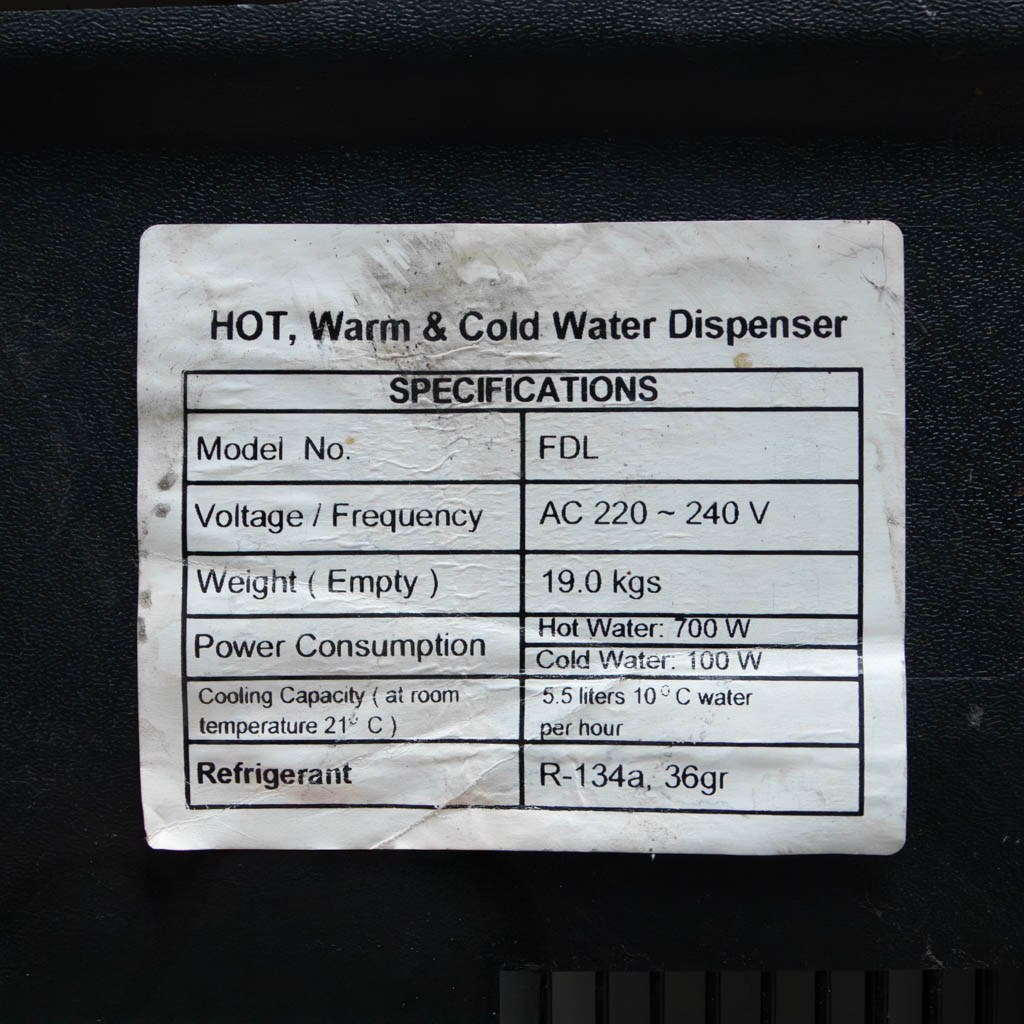 HOT, Warm & Cold Water Dispenser
SPECIFICATIONS
Model No. FDL
Voltage / Frequency AC 220 ~ 240 V
Weight ( Empty ) 19.0 kgs
Power Consumption Hot Water: 700 W
Cold Water: 100 W
Cooling Capacity ( at room 5.5 liters 10° C water
temperature 21° C ) per hour
Refrigerant R-134a, 36gr